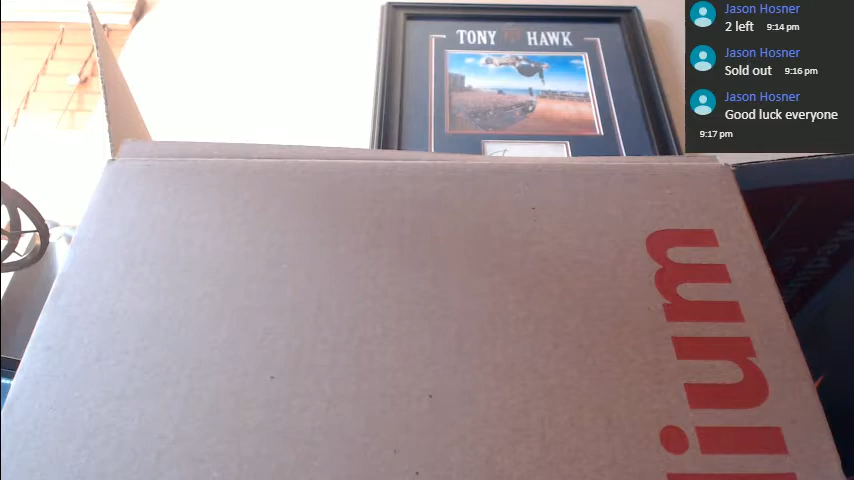 TONY HAWK
Jason Hosner
2 left 9:14 pm
Jason Hosner
Sold out 9:16 pm
Jason Hosner
Good luck everyone
9:17 pm
dium